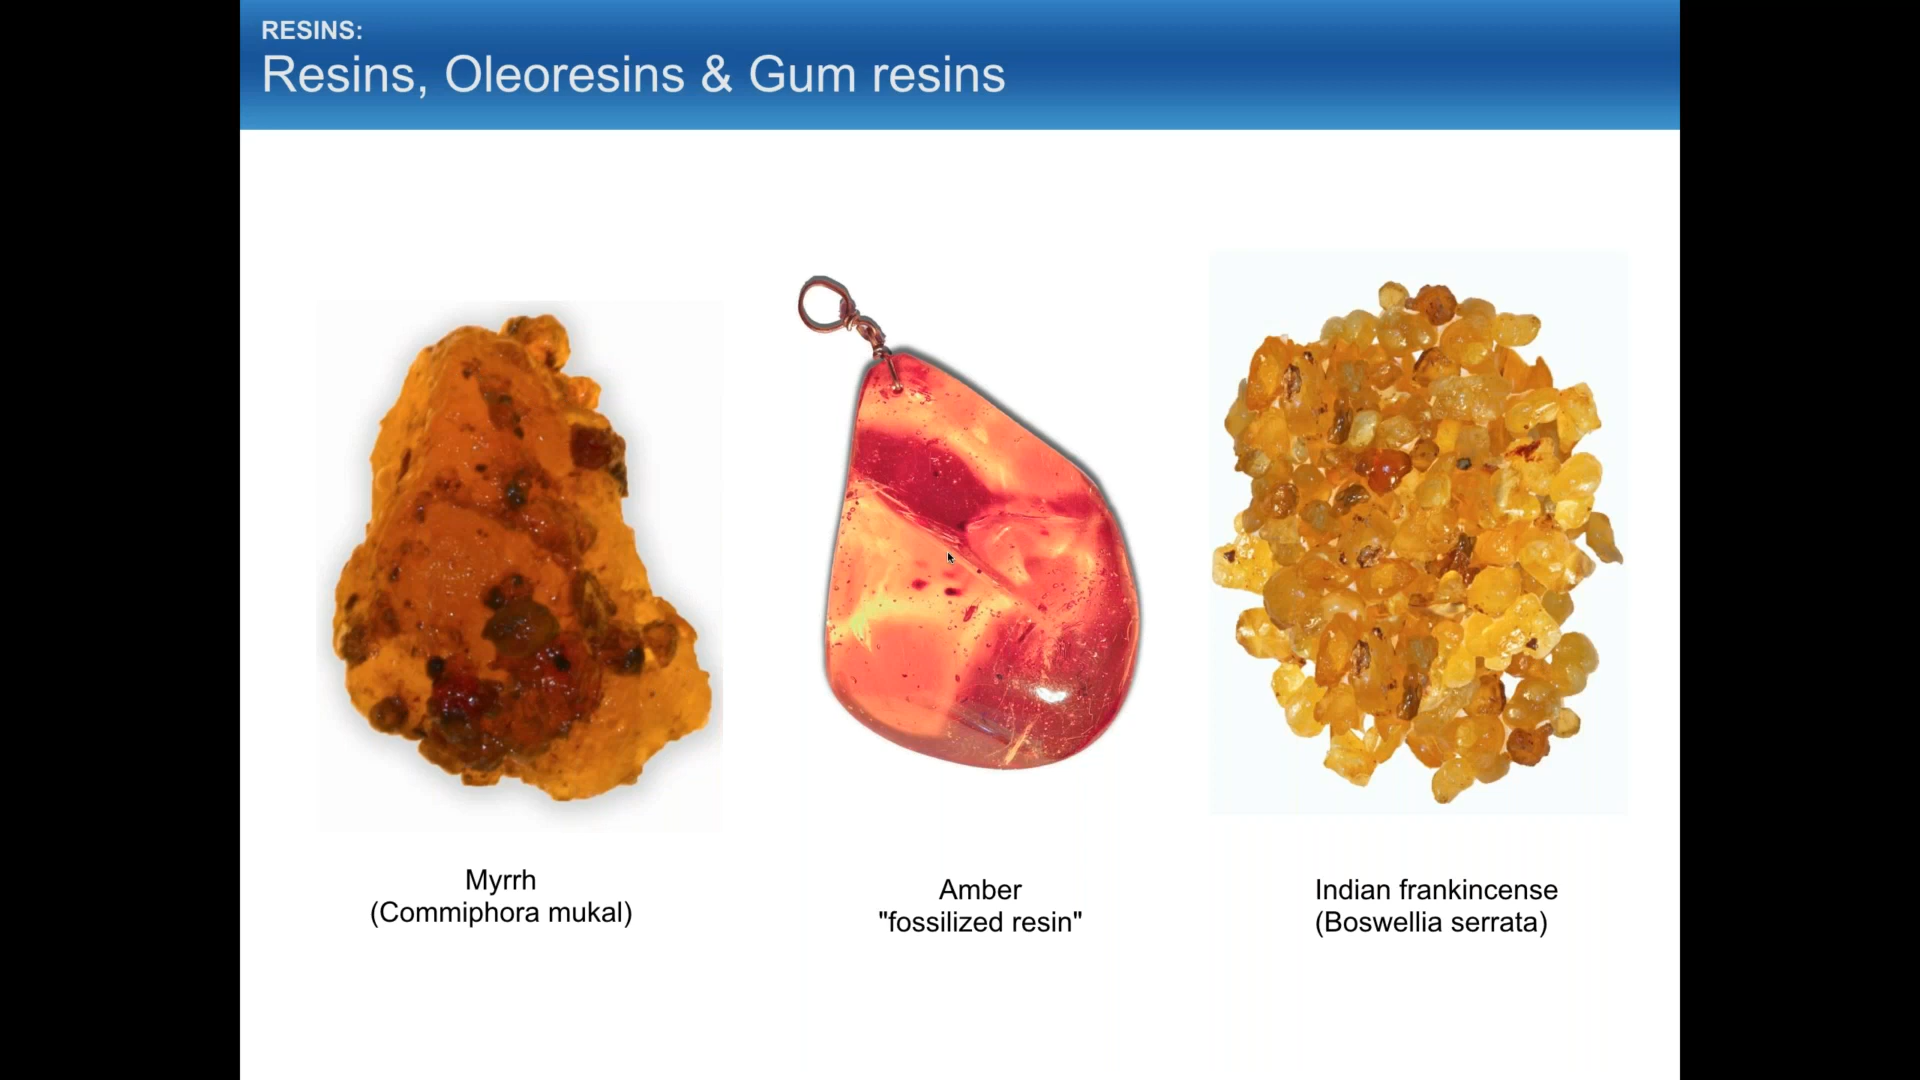 RESINS:
Resins, Oleoresins & Gum resins
Myrrh
(Commiphora mukal)
Amber
"fossilized resin"
Indian frankincense
(Boswellia serrata)